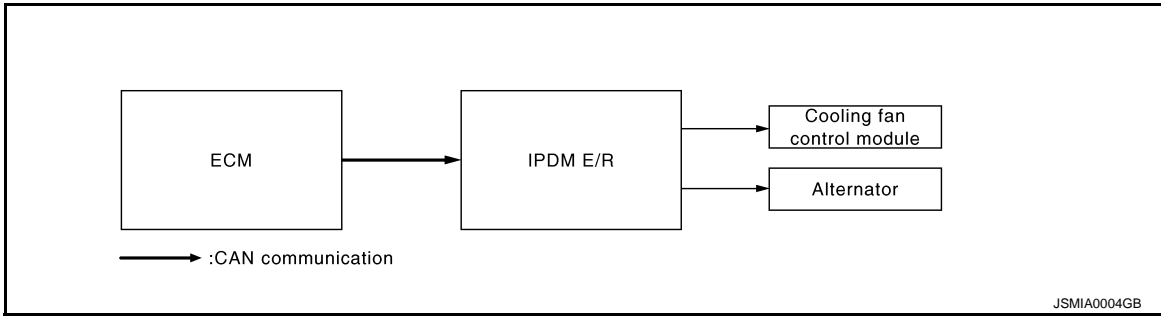 ECM
IPDM E/R
Cooling fan
control module
Alternator
:CAN communication
JSMIA0004GB